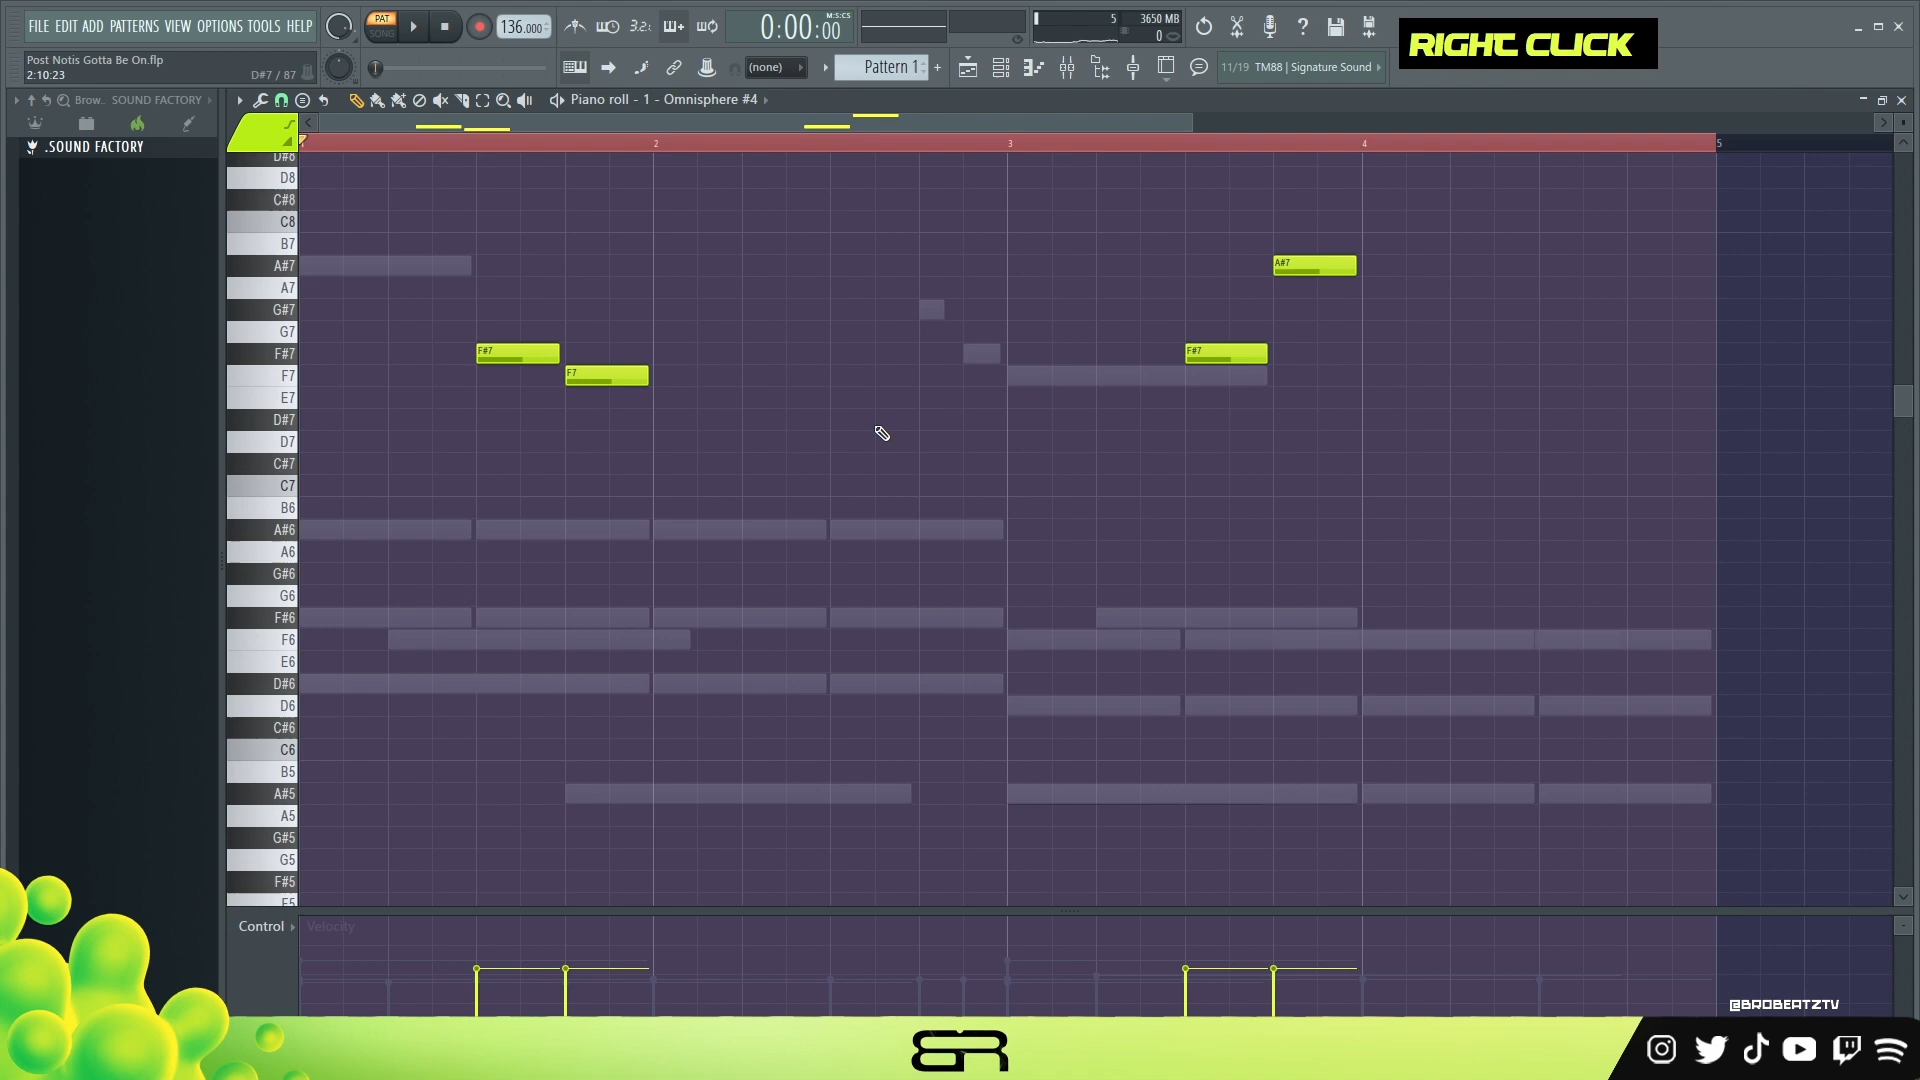 FILE EDIT ADD PATTERNS VIEW OPTIONS TOOLS HELP
PAT
SONG
136.000
3.2.:
0:00:00
M:S:CS
5
3650 MB
0
RIGHT CLICK
Post Notis Gotta Be On.flp
2:10:23
D#7 / 87
(none)
Pattern 1
11/19 TM88 | Signature Sound
Brow.. SOUND FACTORY
Piano roll - 1 - Omnisphere #4
.SOUND FACTORY
2
3
4
5
D#8
D8
C#8
C8
B7
A#7
A#7
A7
G#7
G7
F#7
F#7
F#7
F7
F7
E7
D#7
D7
C#7
C7
B6
A#6
A6
G#6
G6
F#6
F6
E6
D#6
D6
C#6
C6
B5
A#5
A5
G#5
G5
F#5
F5
Control
Velocity
@BROBEATZTV
BR